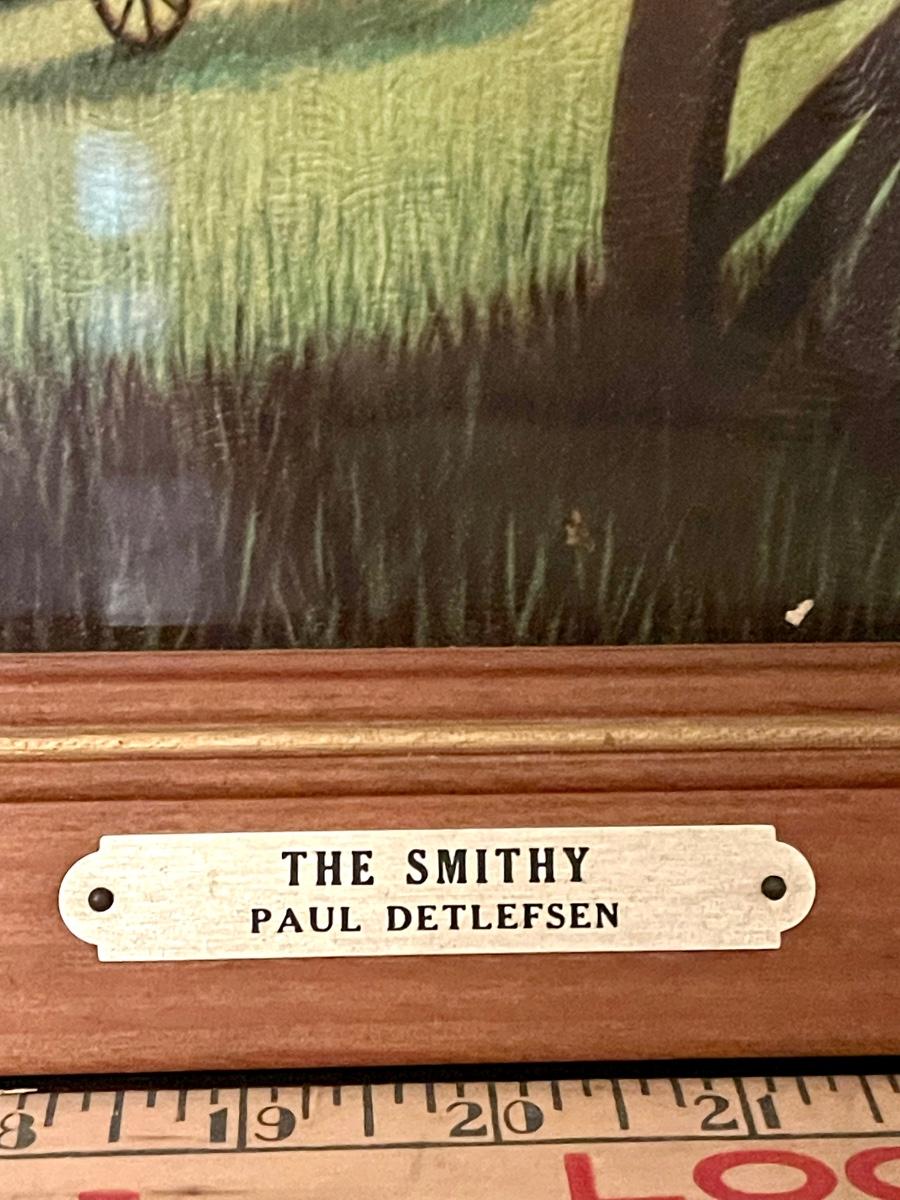 THE SMITHY
PAUL DETLEFSEN
8 19 20 21